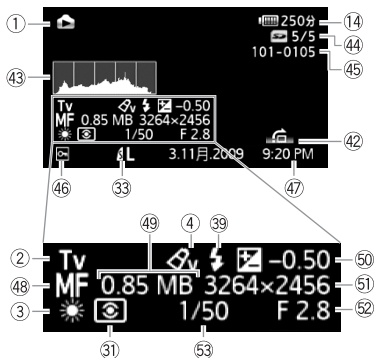 ① 250分 ⑭
5/5 ㊹
101-0105 ㊺
㊸
Tv V -0.50
MF 0.85 MB 3264×2456
1/50 F 2.8
㊷
L 3.11月.2009 9:20 PM
㊻ ㉝ ㊼
㊾ ④ ㊴
② Tv V -0.50 ㊿
㊽ MF 0.85 MB 3264×2456 51
③ 1/50 F 2.8 52
㉛ 53